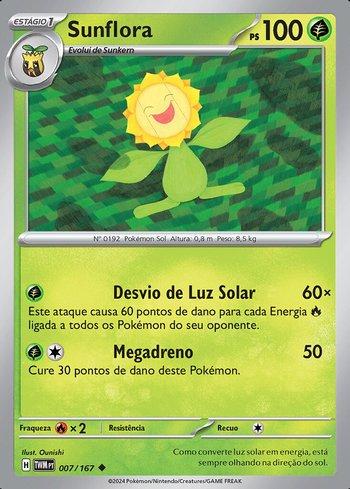 ESTÁGIO 1
Sunflora
PS 100
Evolui de Sunkern
Nº 0192 Pokémon Sol. Altura: 0,8 m Peso: 8,5 kg
Desvio de Luz Solar 60×
Este ataque causa 60 pontos de dano para cada Energia
ligada a todos os Pokémon do seu oponente.
Megadreno 50
Cure 30 pontos de dano deste Pokémon.
Fraqueza × 2 Resistência Recuo
Ilust. Ounishi
H TWM PT 007/167
Como converte luz solar em energia, está
sempre olhando na direção do sol.
©2024 Pokémon/Nintendo/Creatures/GAME FREAK